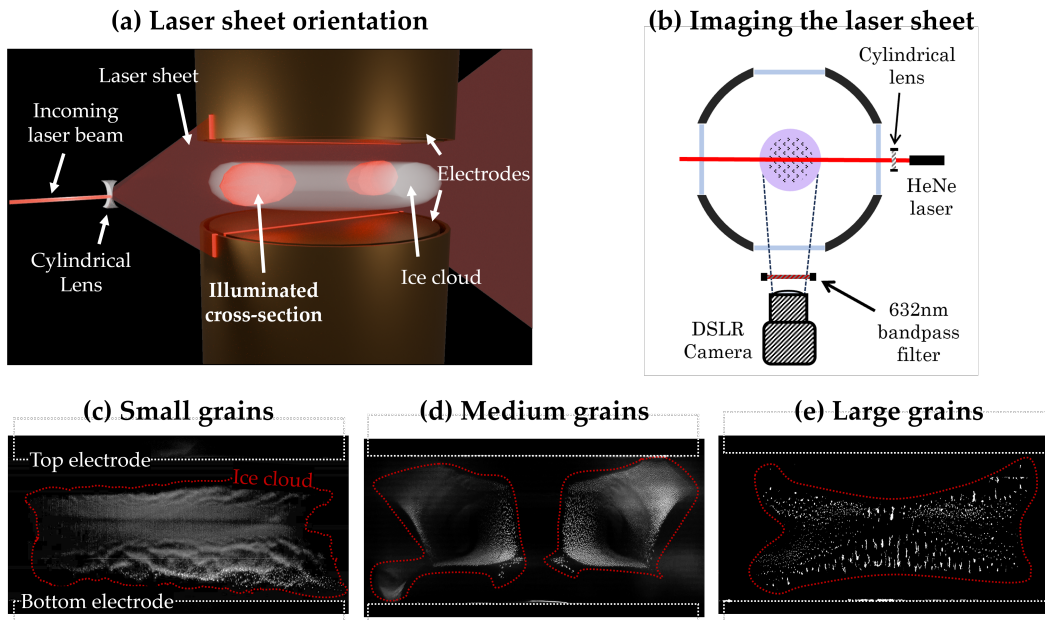 (a) Laser sheet orientation
Laser sheet
Incoming
laser beam
Electrodes
Cylindrical
Lens
Illuminated
cross-section
Ice cloud
(b) Imaging the laser sheet
Cylindrical
lens
HeNe
laser
DSLR
Camera
632nm
bandpass
filter
(c) Small grains
Top electrode
Ice cloud
Bottom electrode
(d) Medium grains
(e) Large grains